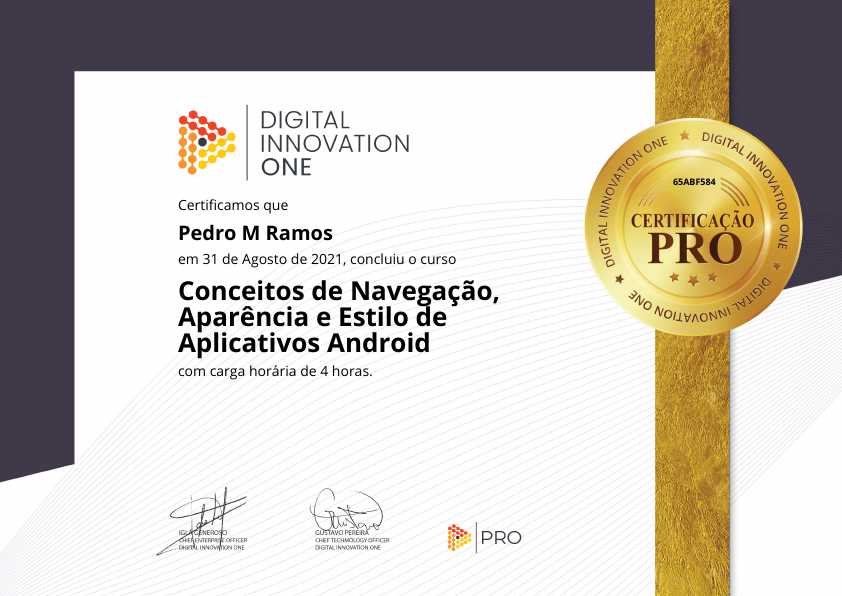 DIGITAL
INNOVATION
ONE
Certificamos que
Pedro M Ramos
em 31 de Agosto de 2021, concluiu o curso
Conceitos de Navegação,
Aparência e Estilo de
Aplicativos Android
com carga horária de 4 horas.
DIGITAL INNOVATION ONE
DIGITAL INNOVATION ONE
DIGITAL INNOVATION ONE
65ABF584
CERTIFICAÇÃO
PRO
IGLÁ GENEROSO
CHIEF ENTERPRISE OFFICER
DIGITAL INNOVATION ONE
GUSTAVO PEREIRA
CHIEF TECHNOLOGY OFFICER
DIGITAL INNOVATION ONE
PRO